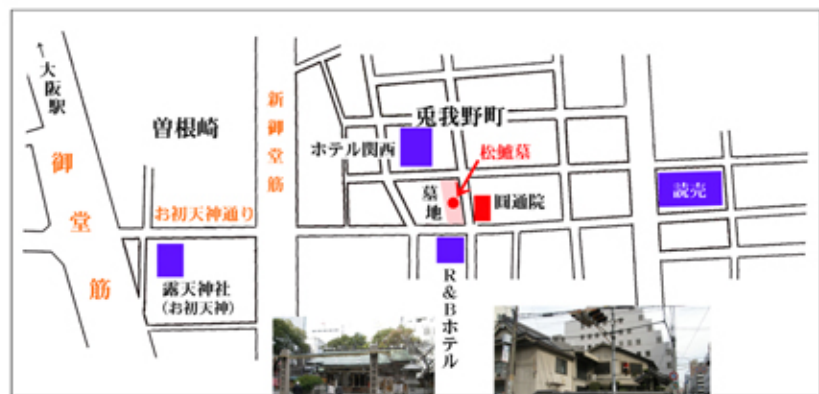 ↑大阪駅
御堂筋
曽根崎
新御堂筋
お初天神通り
露天神社
(お初天神)
兎我野町
ホテル関西
松鱸墓
墓地
圓通院
R&Bホテル
読売